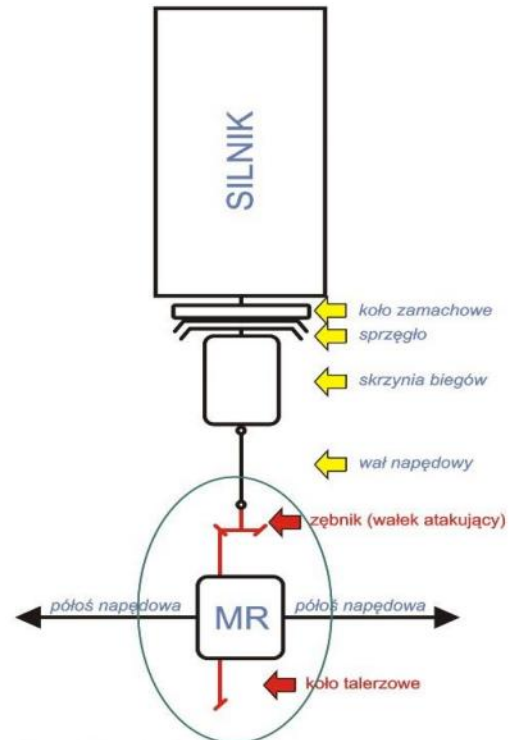 SILNIK
koło zamachowe
sprzęgło
skrzynia biegów
wał napędowy
zębnik (wałek atakujący)
półoś napędowa
MR
półoś napędowa
koło talerzowe